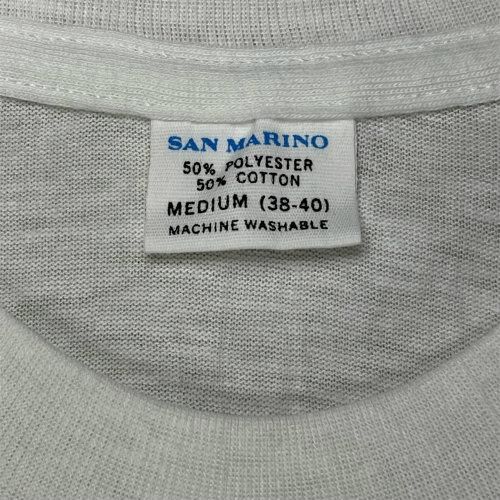 SAN MARINO
50% POLYESTER
50% COTTON
MEDIUM (38-40)
MACHINE WASHABLE